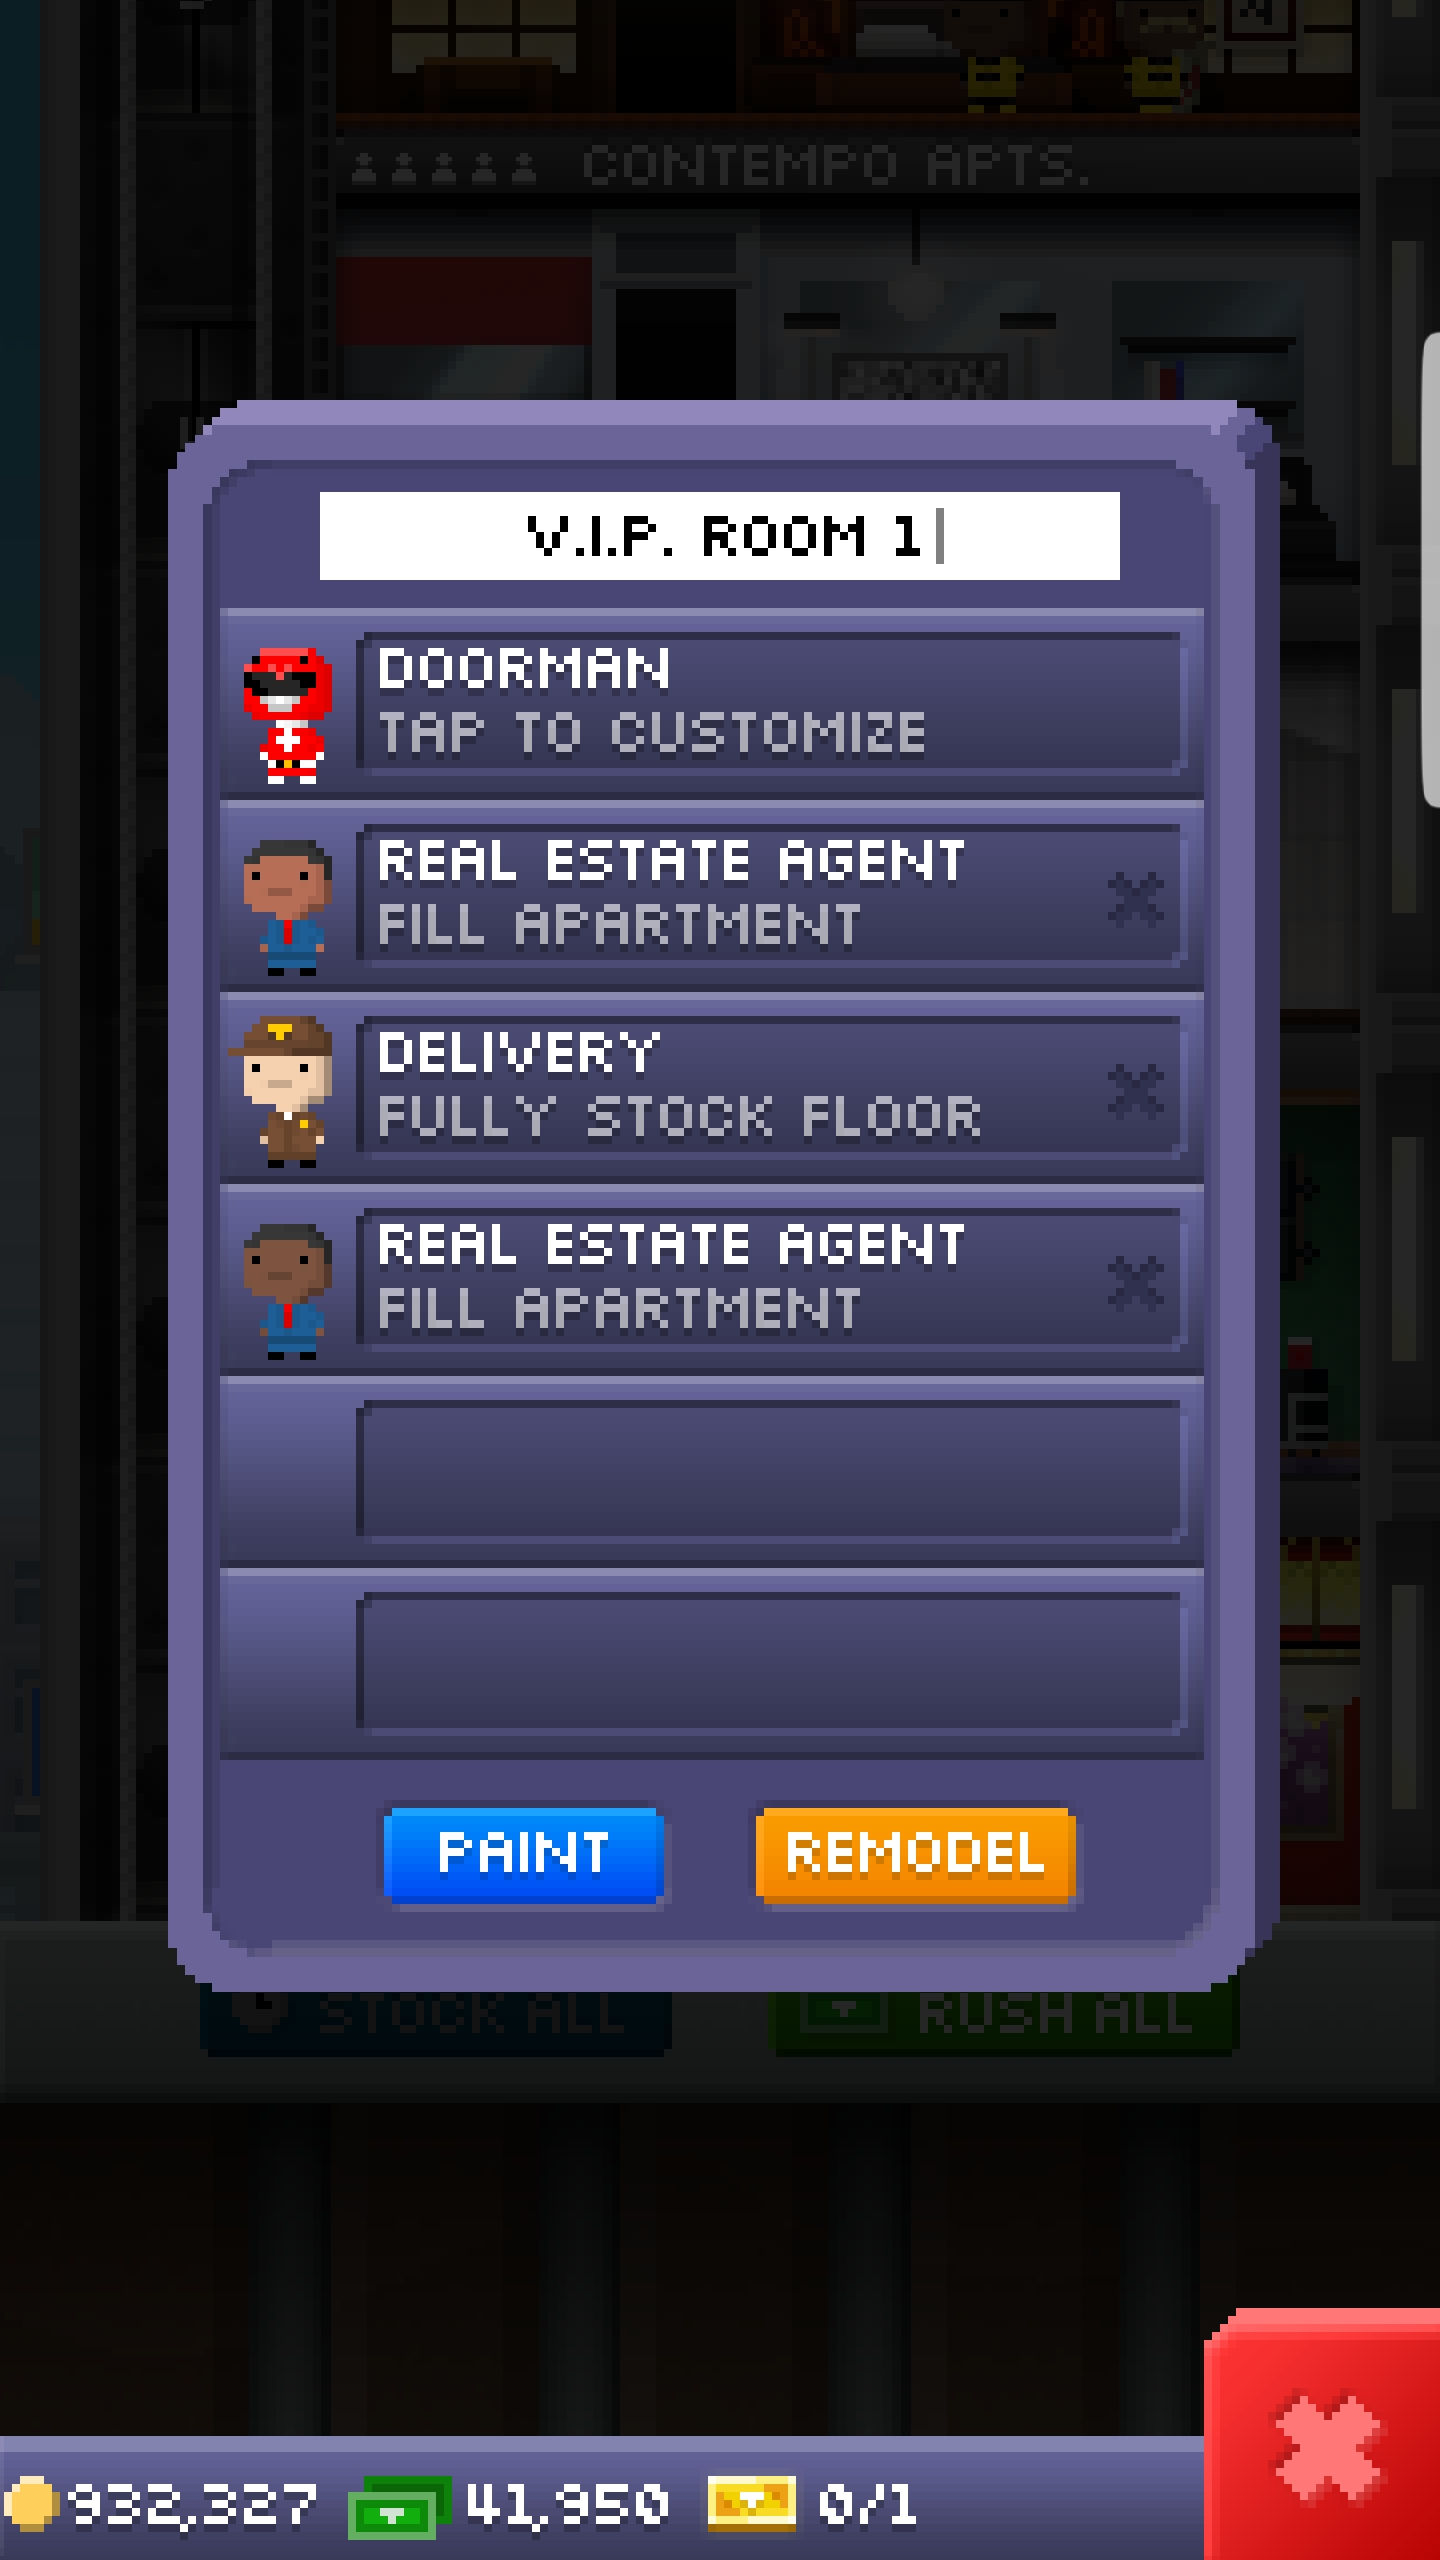 CONTEMPO APTS.
V.I.P. ROOM 1
DOORMAN
TAP TO CUSTOMIZE
REAL ESTATE AGENT
FILL APARTMENT
DELIVERY
FULLY STOCK FLOOR
REAL ESTATE AGENT
FILL APARTMENT
PAINT REMODEL
STOCK ALL RUSH ALL
932,327 41,950 0/1